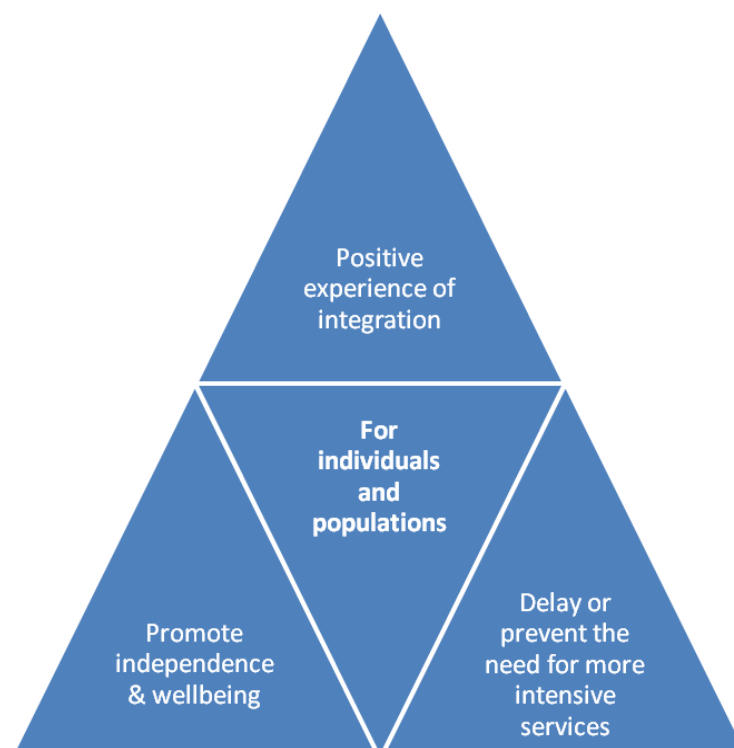 Positive
experience of
integration
For
individuals
and
populations
Promote
independence
& wellbeing
Delay or
prevent the
need for more
intensive
services